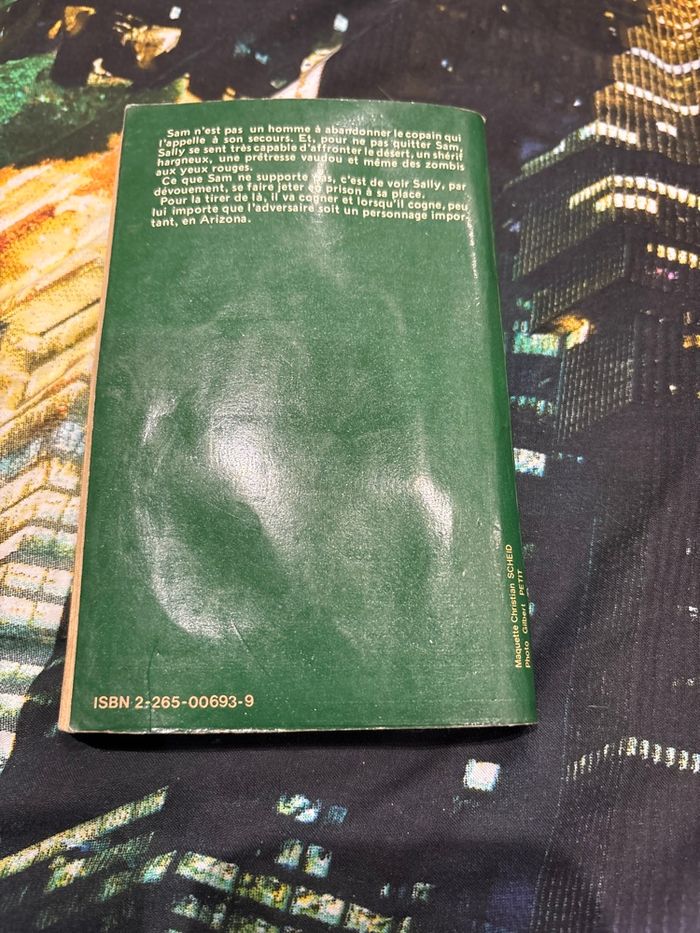 Sam n'est pas un homme à abandonner le copain qui
l'appelle à son secours. Et, pour ne pas quitter Sam,
Sally se sent très capable d'affronter le désert, un shérif
hargneux, une prêtresse vaudou et même des zombis
aux yeux rouges.
Ce que Sam ne supporte pas, c'est de voir Sally, par
dévouement, se faire jeter en prison à sa place.
Pour la tirer de là, il va cogner et lorsqu'il cogne, peu
lui importe que l'adversaire soit un personnage impor-
tant, en Arizona.
Maquette Christian SCHEID
Photo Gilbert PETIT
ISBN 2-265-00693-9